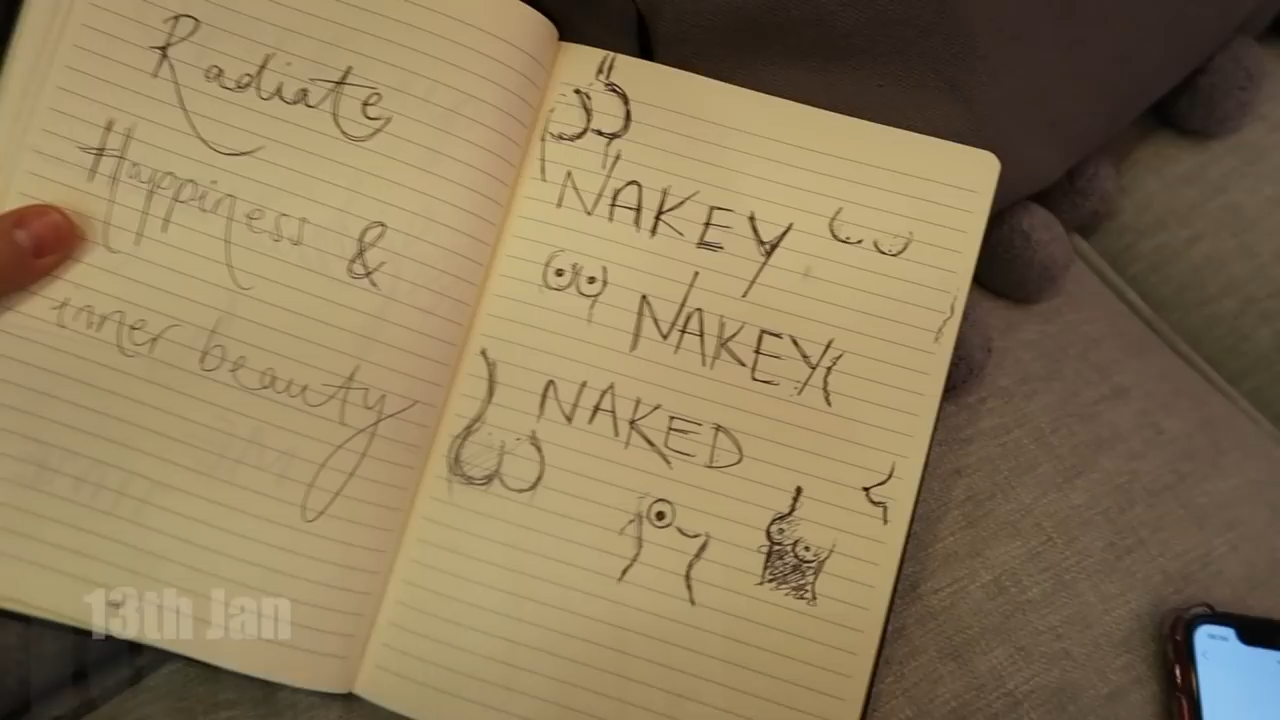 Radiate
Happiness &
inner beauty
NAKEY
NAKEY
NAKED
13th Jan